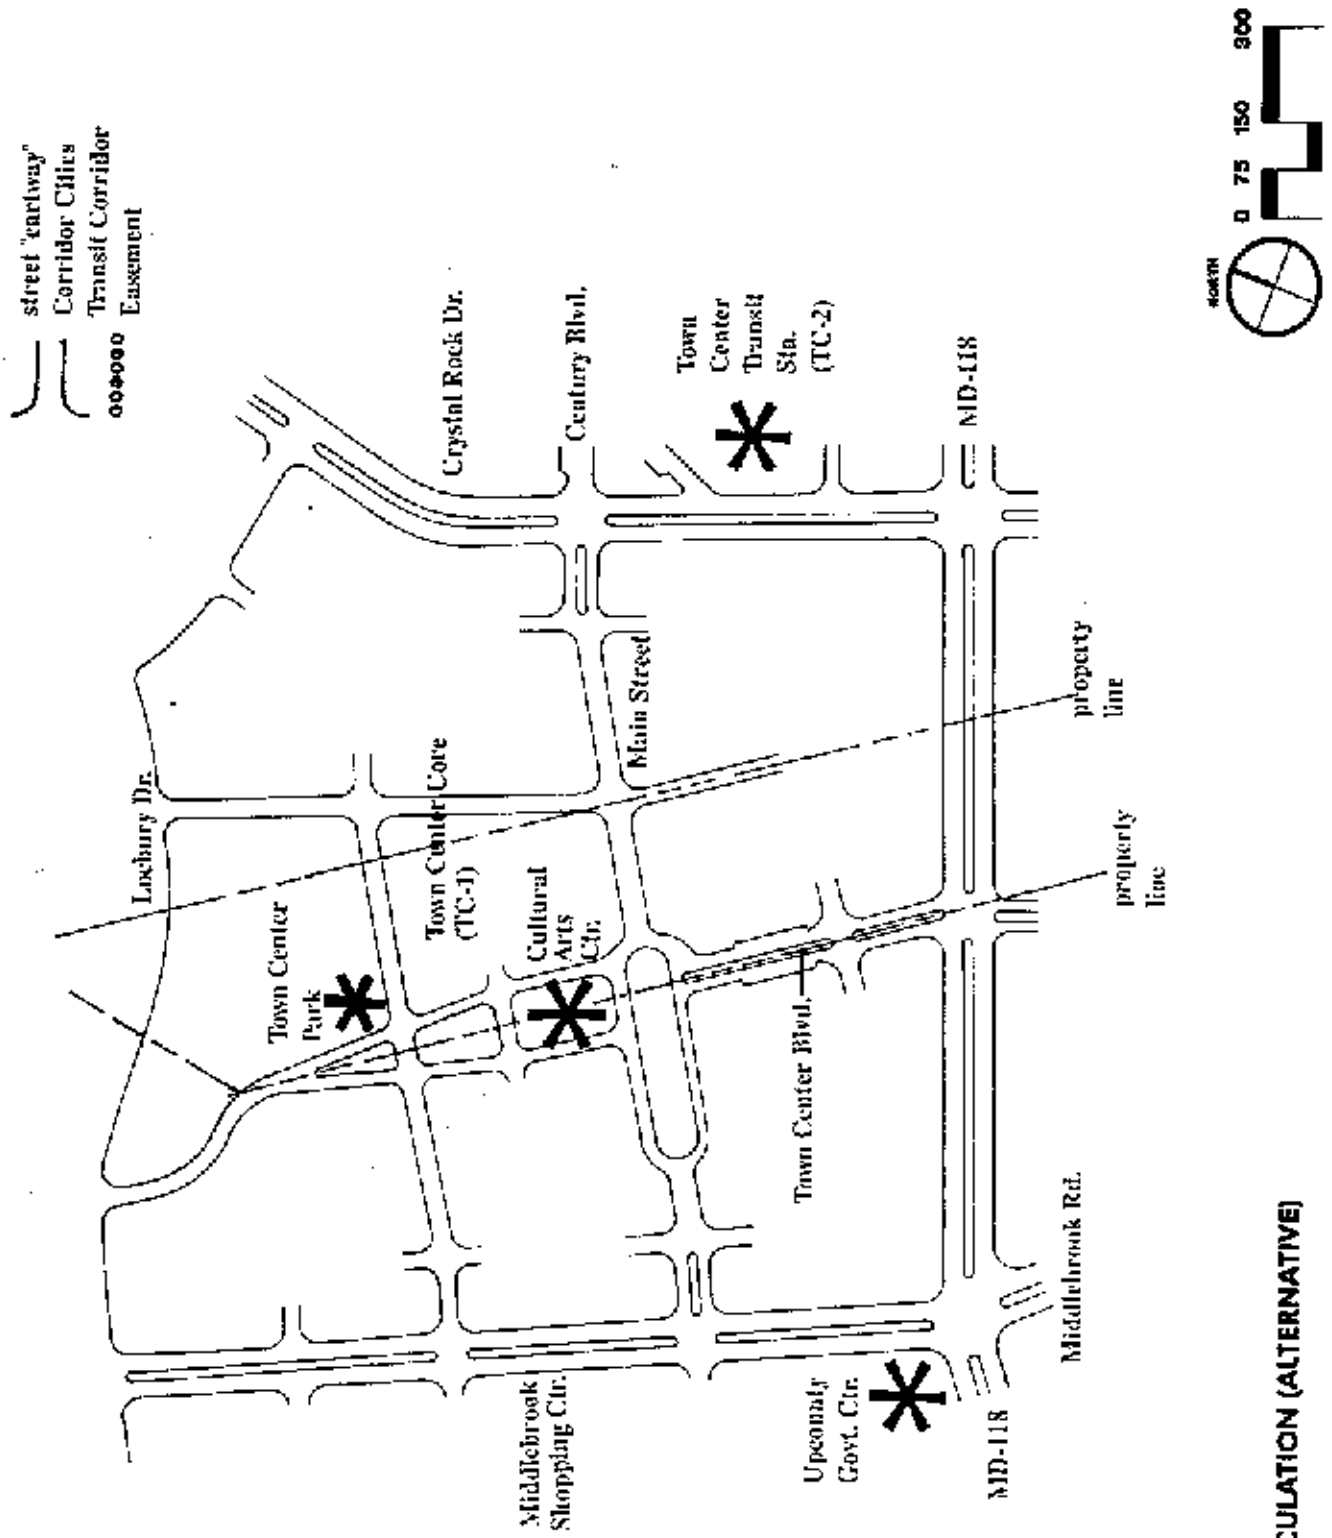 street "cartway"
Corridor Cities
Transit Corridor
Easement
Crystal Rock Dr.
Century Blvd.
Town
Center
Transit
Sta.
(TC-2)
MD-118
NORTH
0 75 150 300
Main Street
property
line
property
line
Locbury Dr.
Town Center Core
(TC-1)
Town Center
Park
Cultural
Arts
Ctr.
Town Center Blvd.
Middlebrook Rd.
Middlebrook
Shopping Ctr.
Upcounty
Govt. Ctr.
MD-118
CULATION (ALTERNATIVE)